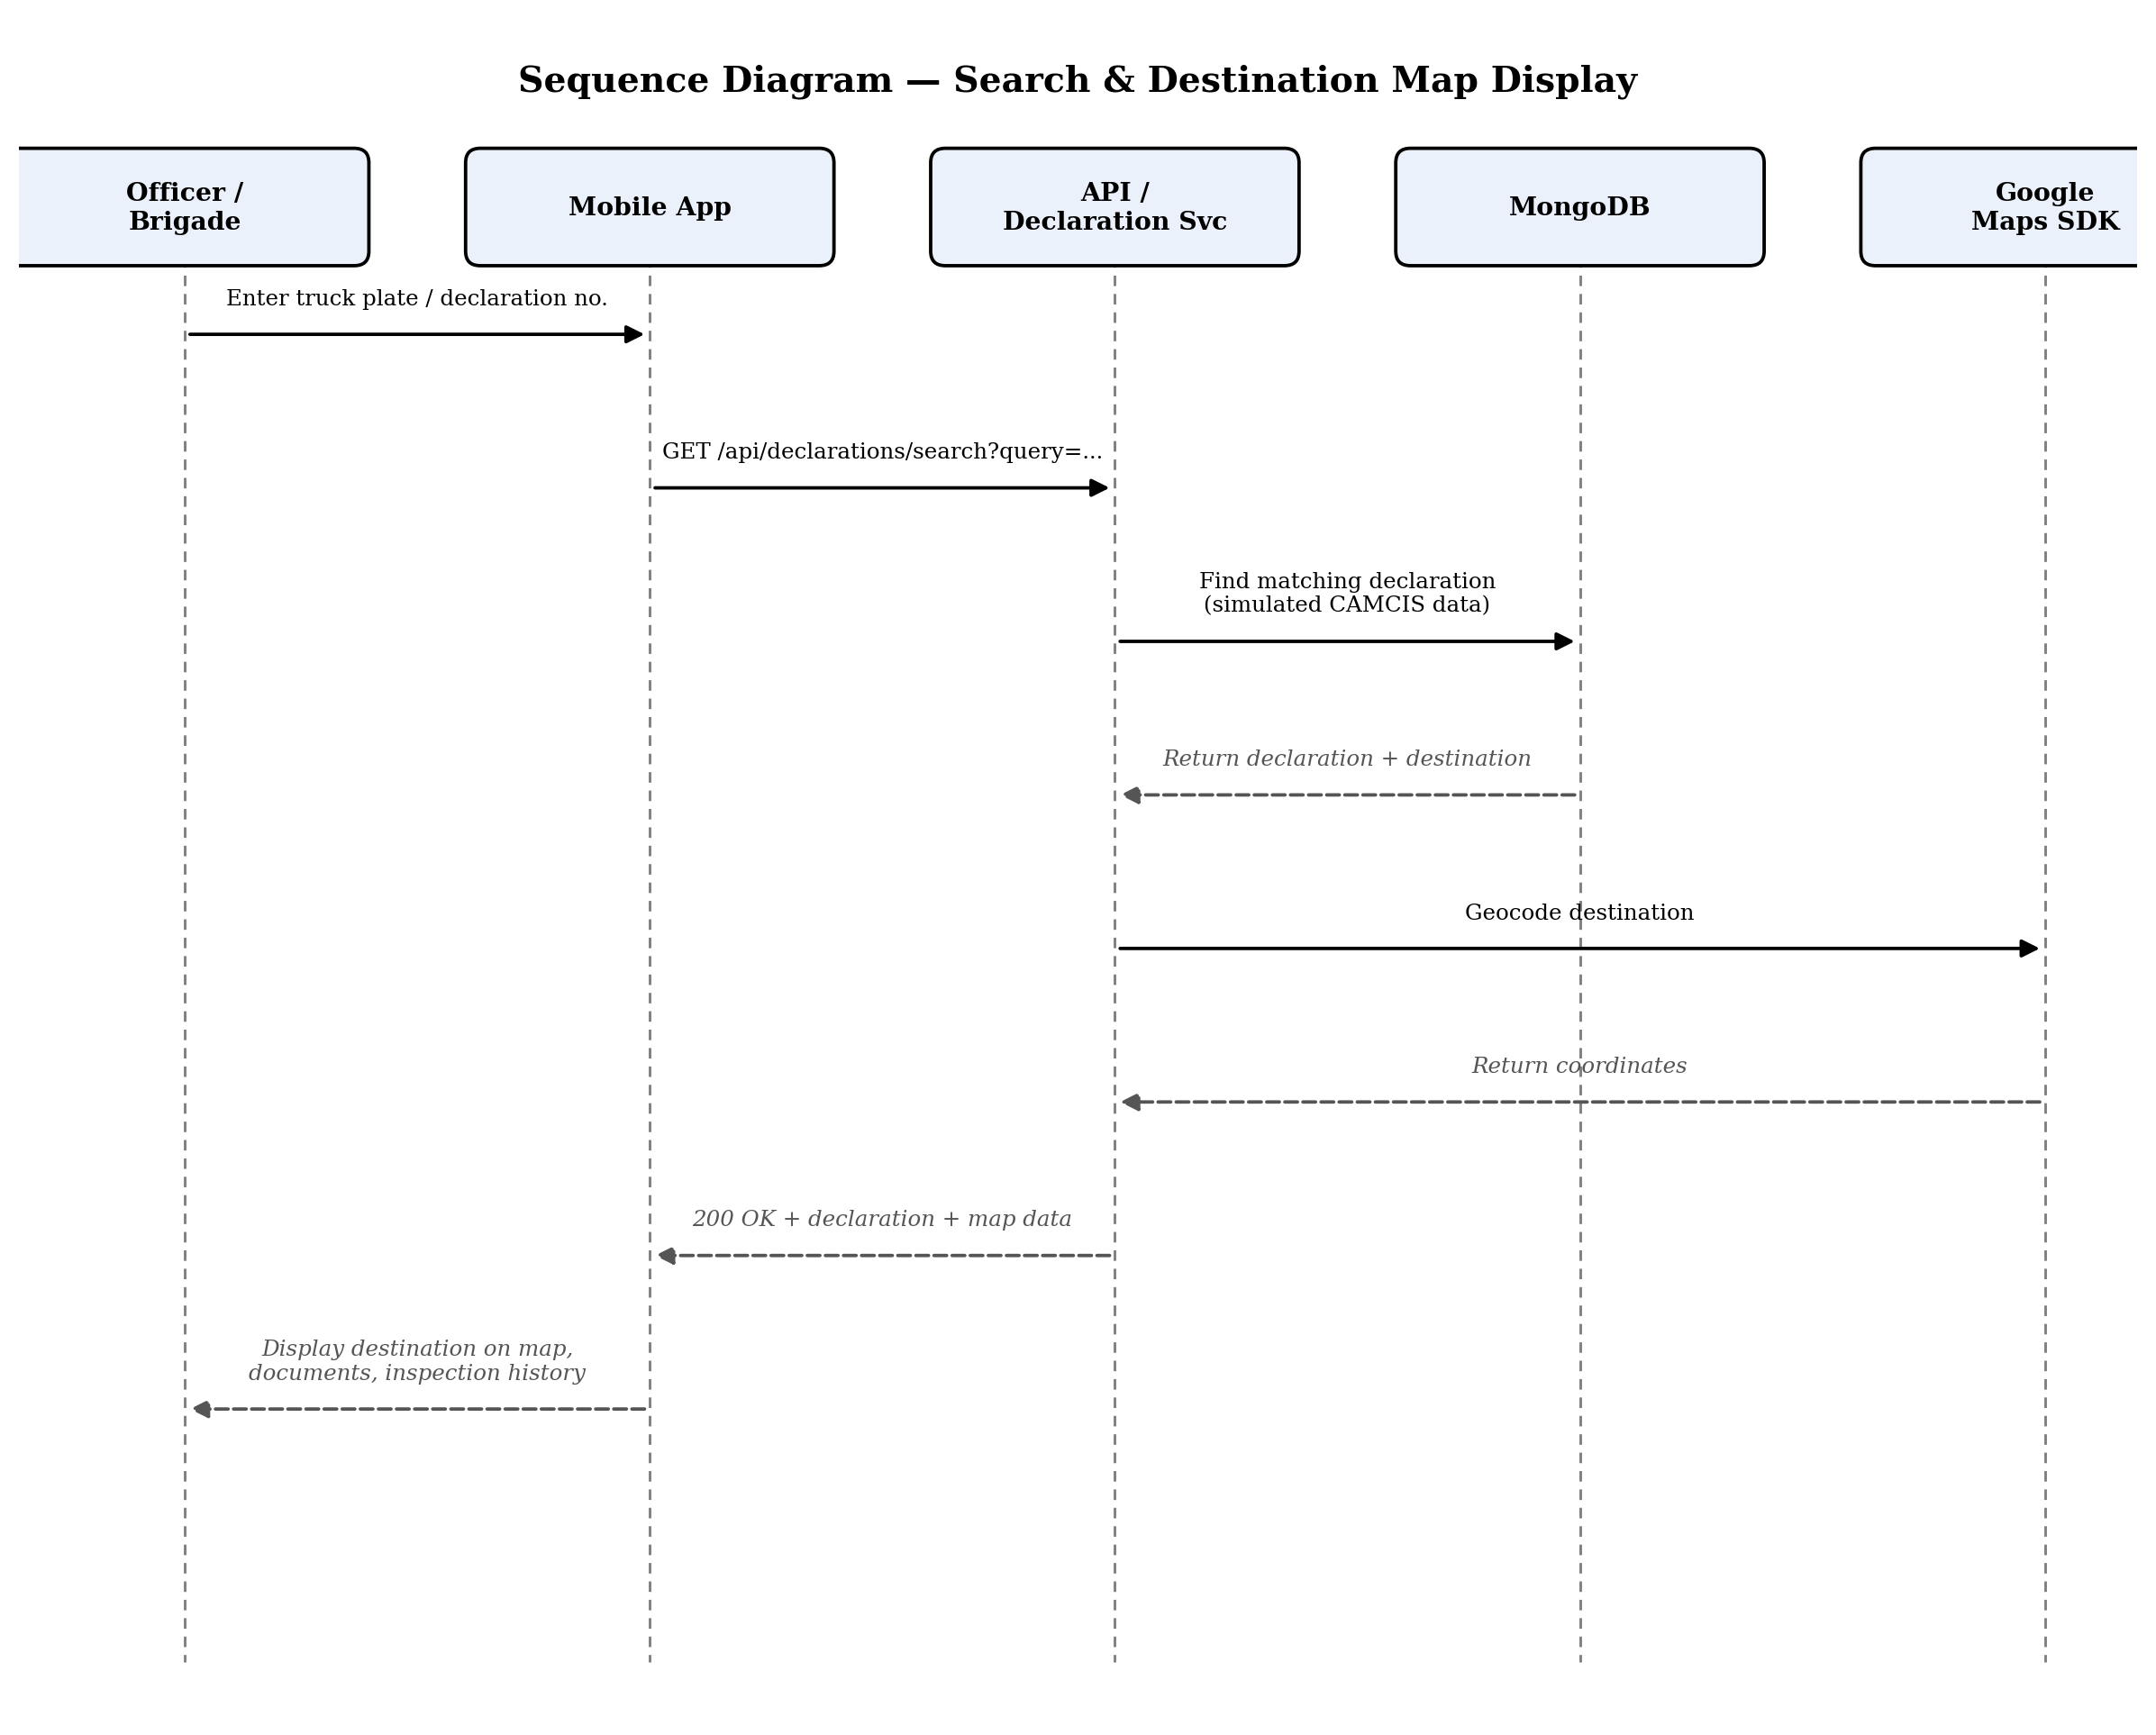 Sequence Diagram — Search & Destination Map Display
Officer /
Brigade
Mobile App
API /
Declaration Svc
MongoDB
Google
Maps SDK
Enter truck plate / declaration no.
GET /api/declarations/search?query=...
Find matching declaration
(simulated CAMCIS data)
Return declaration + destination
Geocode destination
Return coordinates
200 OK + declaration + map data
Display destination on map,
documents, inspection history